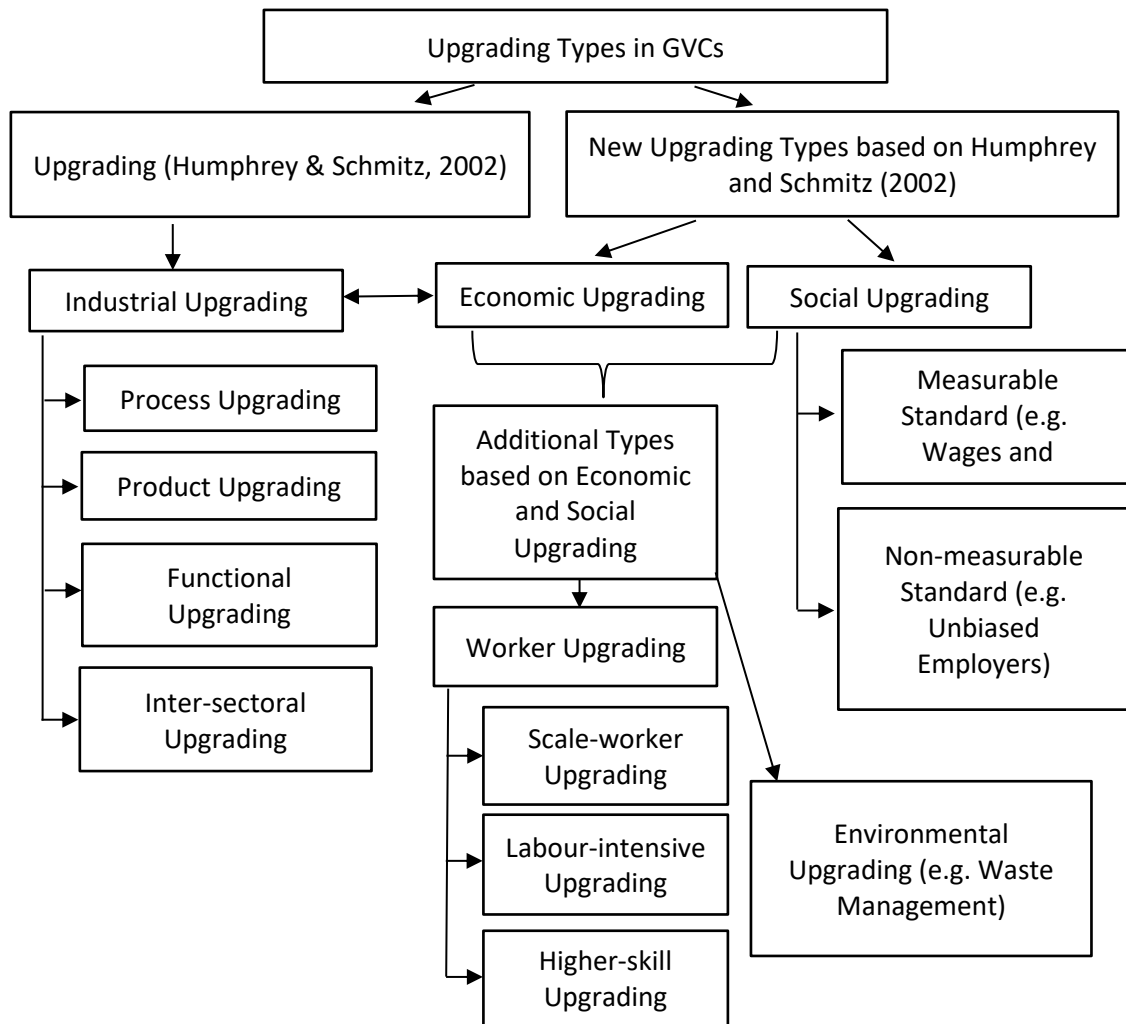 Upgrading Types in GVCs
Upgrading (Humphrey & Schmitz, 2002)
New Upgrading Types based on Humphrey
and Schmitz (2002)
Industrial Upgrading
Economic Upgrading
Social Upgrading
Process Upgrading
Product Upgrading
Functional
Upgrading
Inter-sectoral
Upgrading
Additional Types
based on Economic
and Social
Upgrading
Worker Upgrading
Scale-worker
Upgrading
Labour-intensive
Upgrading
Higher-skill
Upgrading
Measurable
Standard (e.g.
Wages and
Non-measurable
Standard (e.g.
Unbiased
Employers)
Environmental
Upgrading (e.g. Waste
Management)